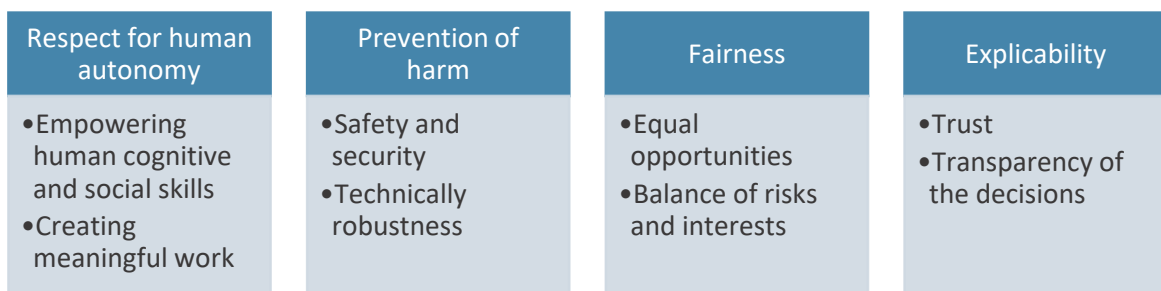 Respect for human
autonomy
•Empowering
human cognitive
and social skills
•Creating
meaningful work
Prevention of
harm
•Safety and
security
•Technically
robustness
Fairness
•Equal
opportunities
•Balance of risks
and interests
Explicability
•Trust
•Transparency of
the decisions